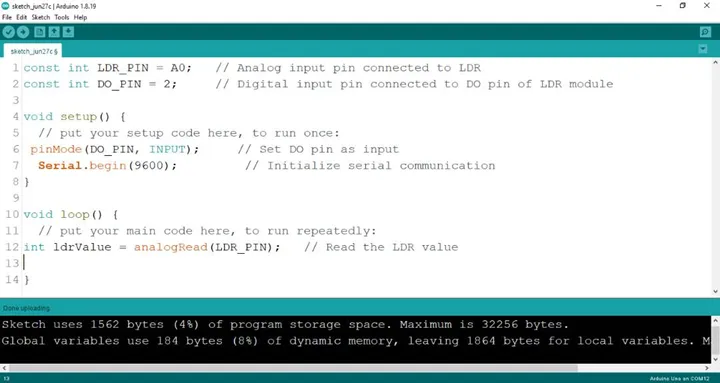 sketch_jun27c | Arduino 1.8.19
File Edit Sketch Tools Help
sketch_jun27c §
1 const int LDR_PIN = A0;   // Analog input pin connected to LDR
2 const int DO_PIN = 2;     // Digital input pin connected to DO pin of LDR module
3
4 void setup() {
5   // put your setup code here, to run once:
6  pinMode(DO_PIN, INPUT);     // Set DO pin as input
7   Serial.begin(9600);         // Initialize serial communication
8 }
9
10 void loop() {
11   // put your main code here, to run repeatedly:
12 int ldrValue = analogRead(LDR_PIN);   // Read the LDR value
13
14 }
Done uploading.
Sketch uses 1562 bytes (4%) of program storage space. Maximum is 32256 bytes.
Global variables use 184 bytes (8%) of dynamic memory, leaving 1864 bytes for local variables. M
13
Arduino Uno on COM12